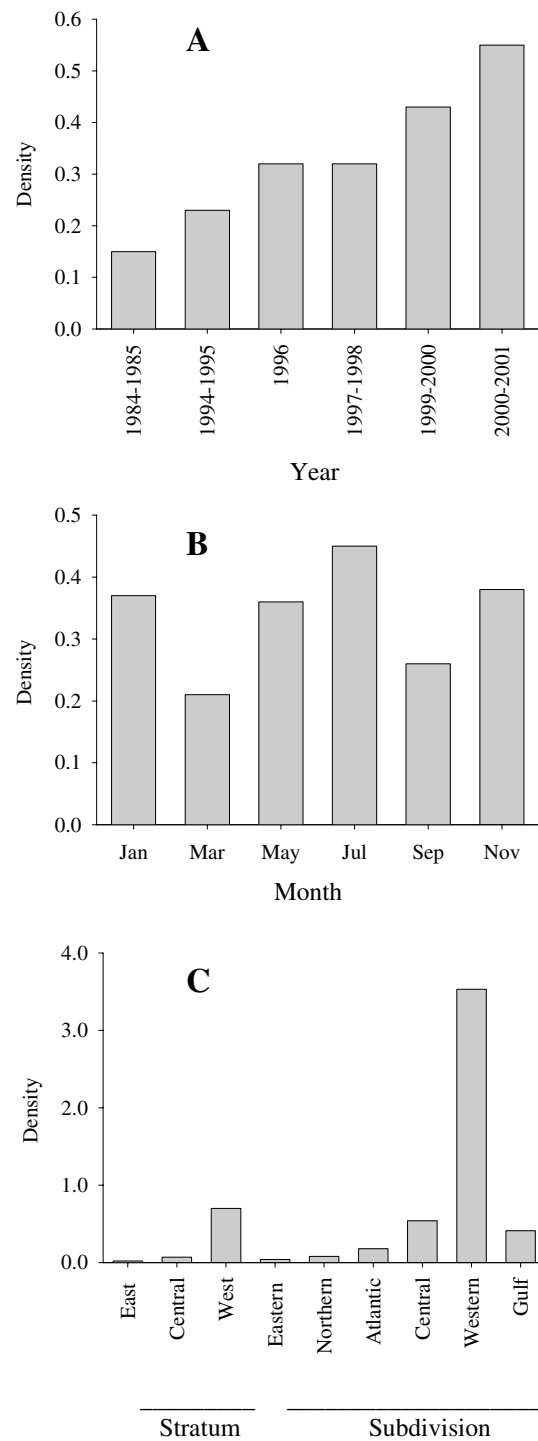 A
Density
0.6
0.5
0.4
0.3
0.2
0.1
0.0
1984-1985
1994-1995
1996
1997-1998
1999-2000
2000-2001
Year
B
Density
0.5
0.4
0.3
0.2
0.1
0.0
Jan Mar May Jul Sep Nov
Month
C
Density
4.0
3.0
2.0
1.0
0.0
East
Central
West
Eastern
Northern
Atlantic
Central
Western
Gulf
Stratum Subdivision